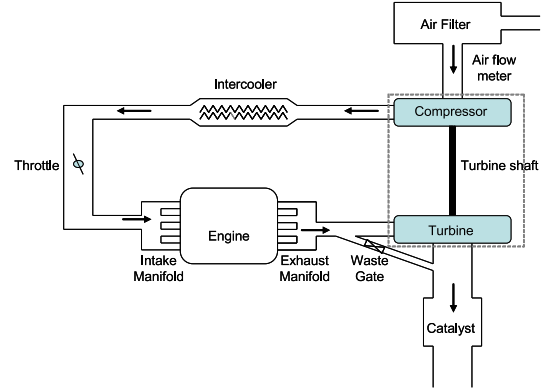 Air Filter
Air flow
meter
Intercooler
Compressor
Throttle
Turbine shaft
Engine
Turbine
Intake
Manifold
Exhaust
Manifold
Waste
Gate
Catalyst